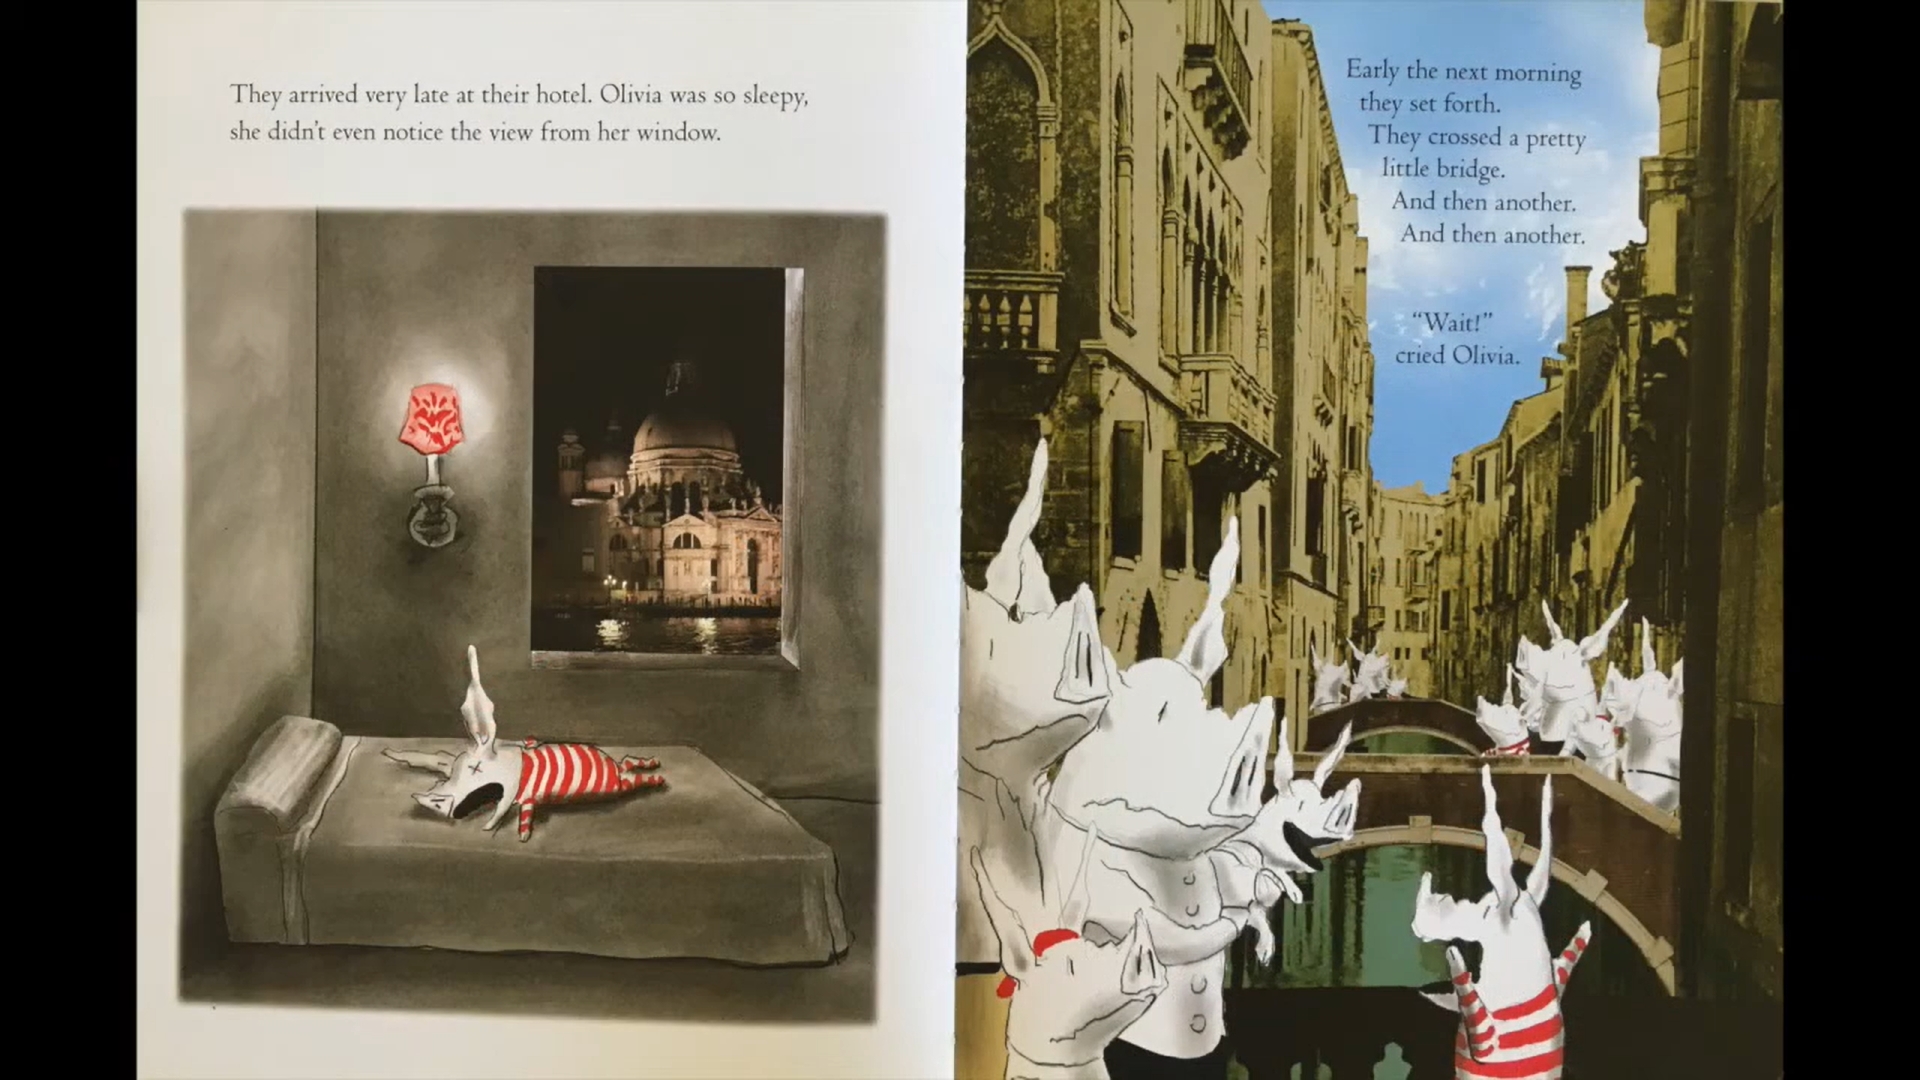 They arrived very late at their hotel. Olivia was so sleepy,
she didn't even notice the view from her window.
Early the next morning
they set forth.
They crossed a pretty
little bridge.
And then another.
And then another.
“Wait!”
cried Olivia.